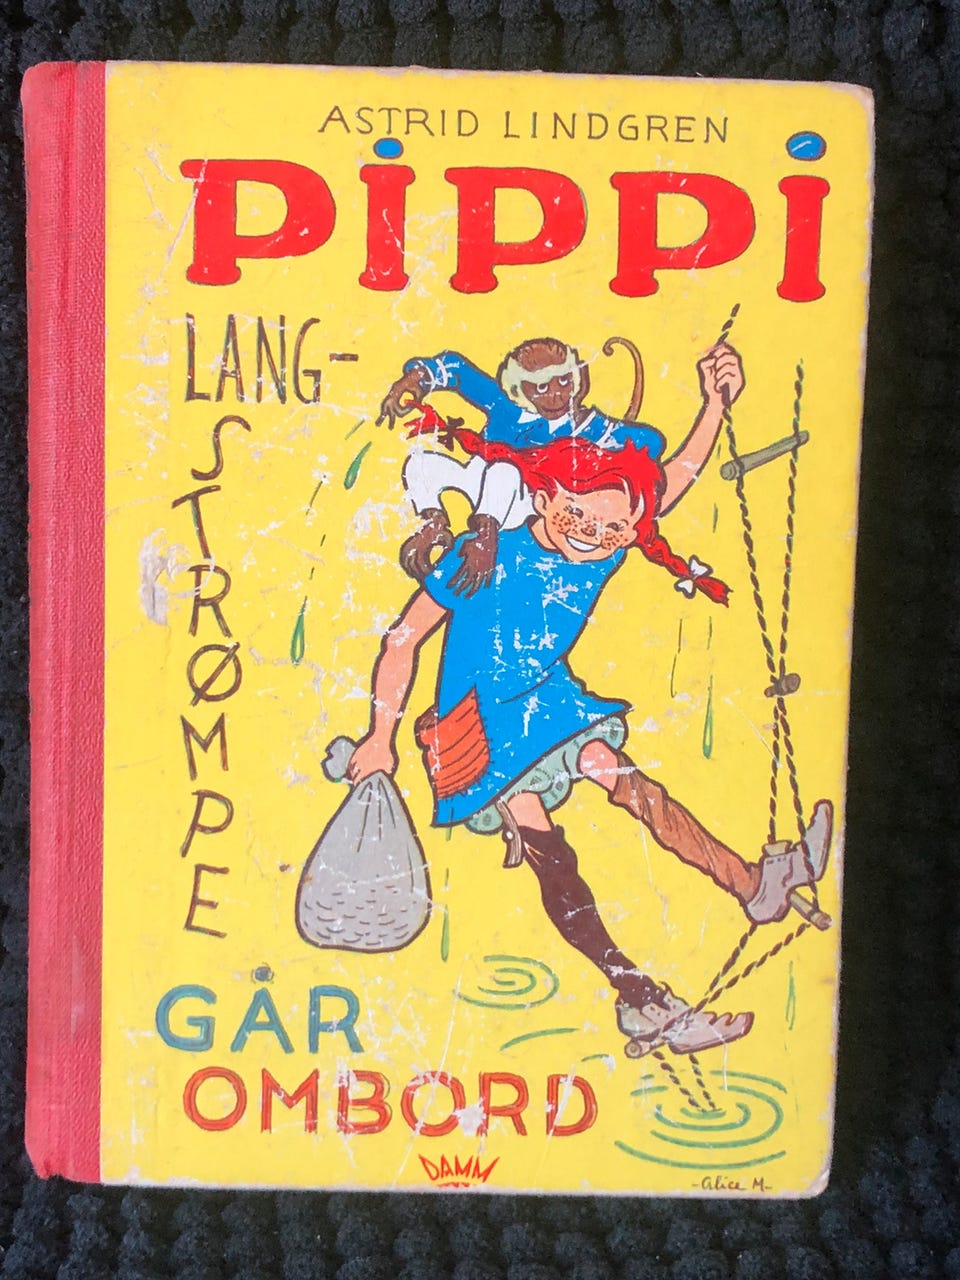 ASTRID LINDGREN
PIPPI
LANG-
STRØMPE
GÅR
OMBORD
DAMM
-Alice M-